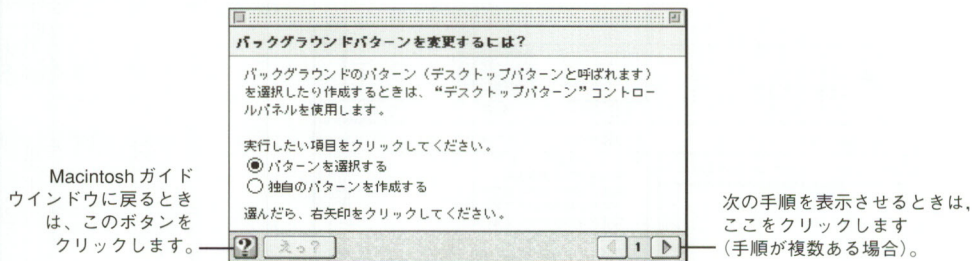 バックグラウンドパターンを変更するには?
バックグラウンドのパターン（デスクトップパターンと呼ばれます）
を選択したり作成するときは、“デスクトップパターン”コントロー
ルパネルを使用します。
実行したい項目をクリックしてください。
パターンを選択する
独自のパターンを作成する
選んだら、右矢印をクリックしてください。
?
えっ?
1
Macintosh ガイド
ウインドウに戻るとき
は、このボタンを
クリックします。
次の手順を表示させるときは、
ここをクリックします
（手順が複数ある場合）。